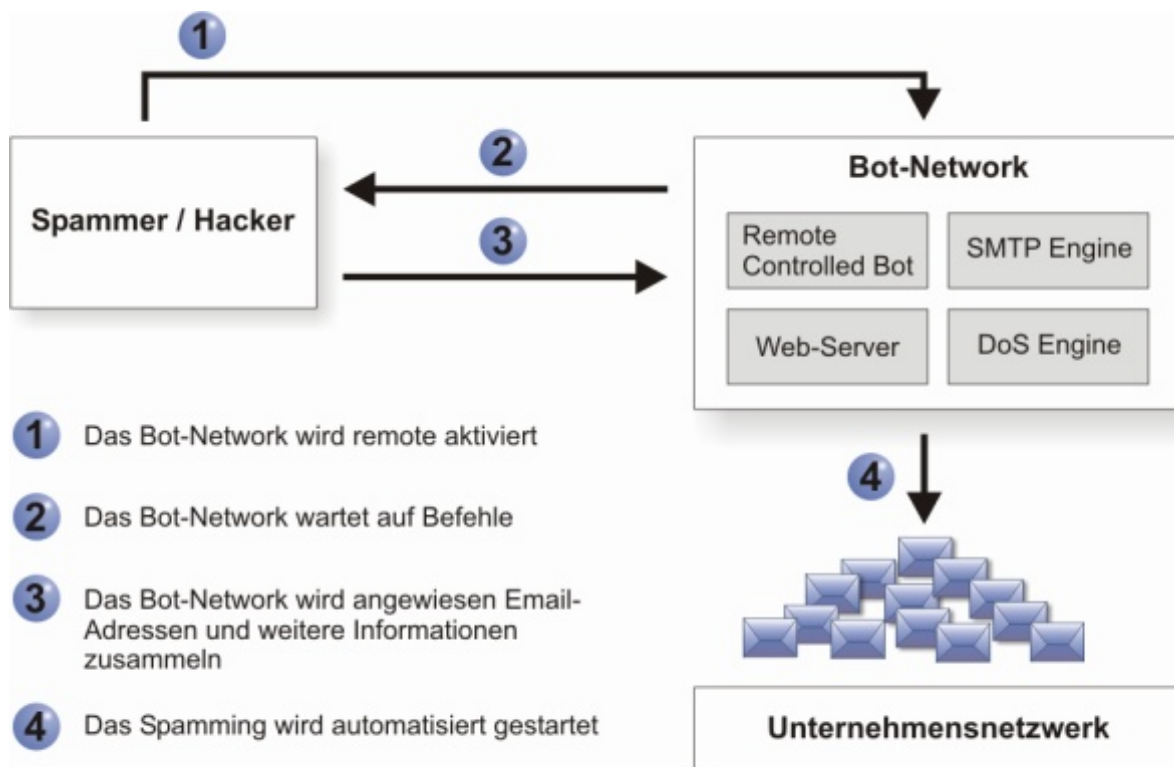 1
2
Bot-Network
Spammer / Hacker
3
Remote
Controlled Bot
SMTP Engine
Web-Server
DoS Engine
1 Das Bot-Network wird remote aktiviert
4
2 Das Bot-Network wartet auf Befehle
3 Das Bot-Network wird angewiesen Email-
Adressen und weitere Informationen
zusammeln
4 Das Spamming wird automatisiert gestartet
Unternehmensnetzwerk